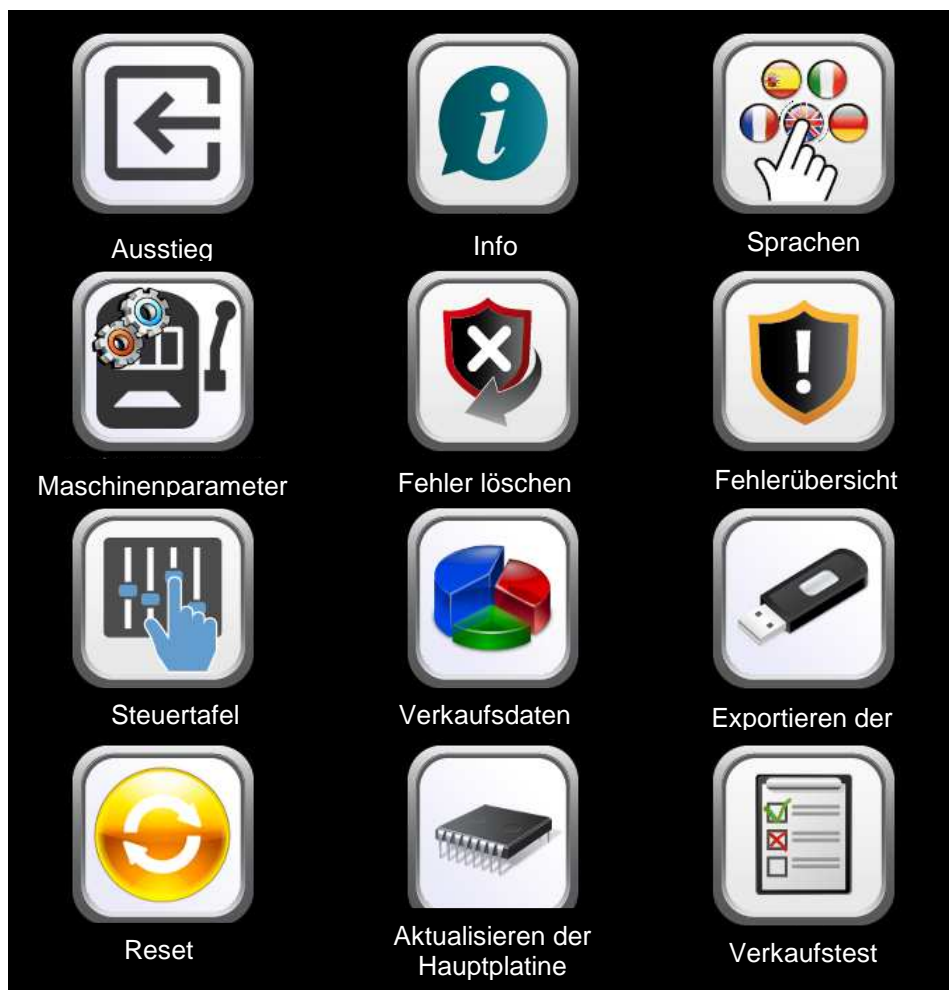 Ausstieg
Info
Sprachen
Maschinenparameter
Fehler löschen
Fehlerübersicht
Steuertafel
Verkaufsdaten
Exportieren der
Reset
Aktualisieren der
Hauptplatine
Verkaufstest